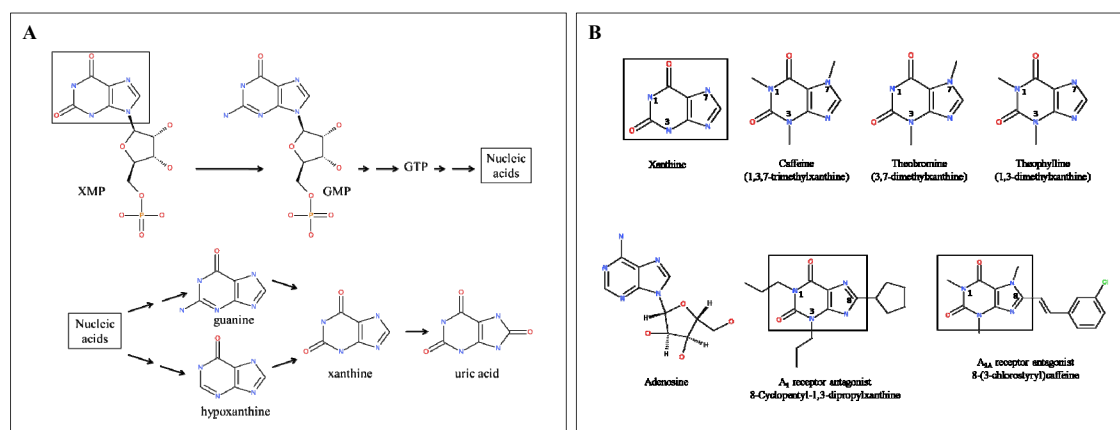 A
XMP
GMP
GTP
Nucleic
acids
Nucleic
acids
guanine
hypoxanthine
xanthine
uric acid
B
Xanthine
Caffeine
(1,3,7-trimethylxanthine)
Theobromine
(3,7-dimethylxanthine)
Theophylline
(1,3-dimethylxanthine)
Adenosine
A1 receptor antagonist
8-Cyclopentyl-1,3-dipropylxanthine
A2A receptor antagonist
8-(3-chlorostyryl)caffeine